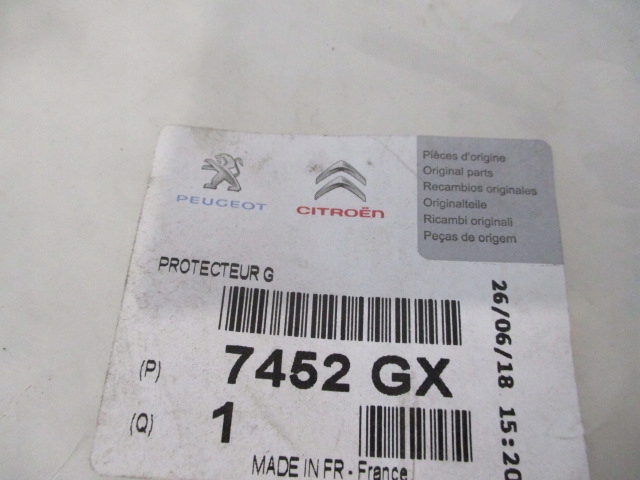 PEUGEOT
CITROËN
Pièces d'origine
Original parts
Recambios originales
Originalteile
Ricambi originali
Peças de origem
PROTECTEUR G
(P) 7452 GX
(Q) 1
MADE IN FR - France
26/06/18 15:20